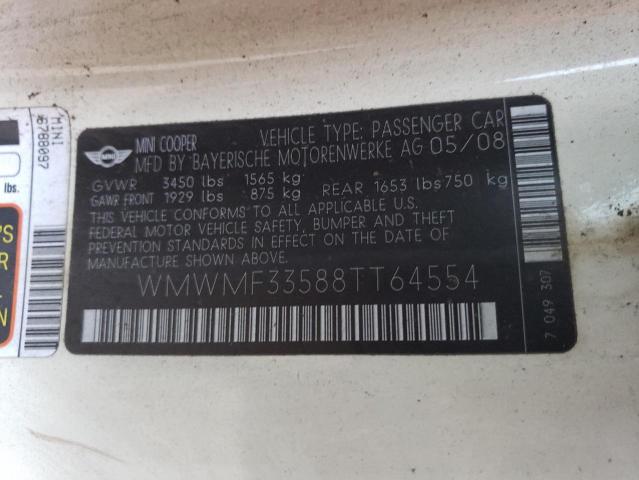 MINI COOPER VEHICLE TYPE: PASSENGER CAR
MFD BY BAYERISCHE MOTORENWERKE AG 05/08
GVWR 3450 lbs 1565 kg
GAWR FRONT 1929 lbs 875 kg REAR 1653 lbs 750 kg
THIS VEHICLE CONFORMS TO ALL APPLICABLE U.S.
FEDERAL MOTOR VEHICLE SAFETY, BUMPER AND THEFT
PREVENTION STANDARDS IN EFFECT ON THE DATE OF
MANUFACTURE SHOWN ABOVE.
WMWMF33588TT64554
7 049 307
MINI
6788097
lbs.
'S
R
N
MINI